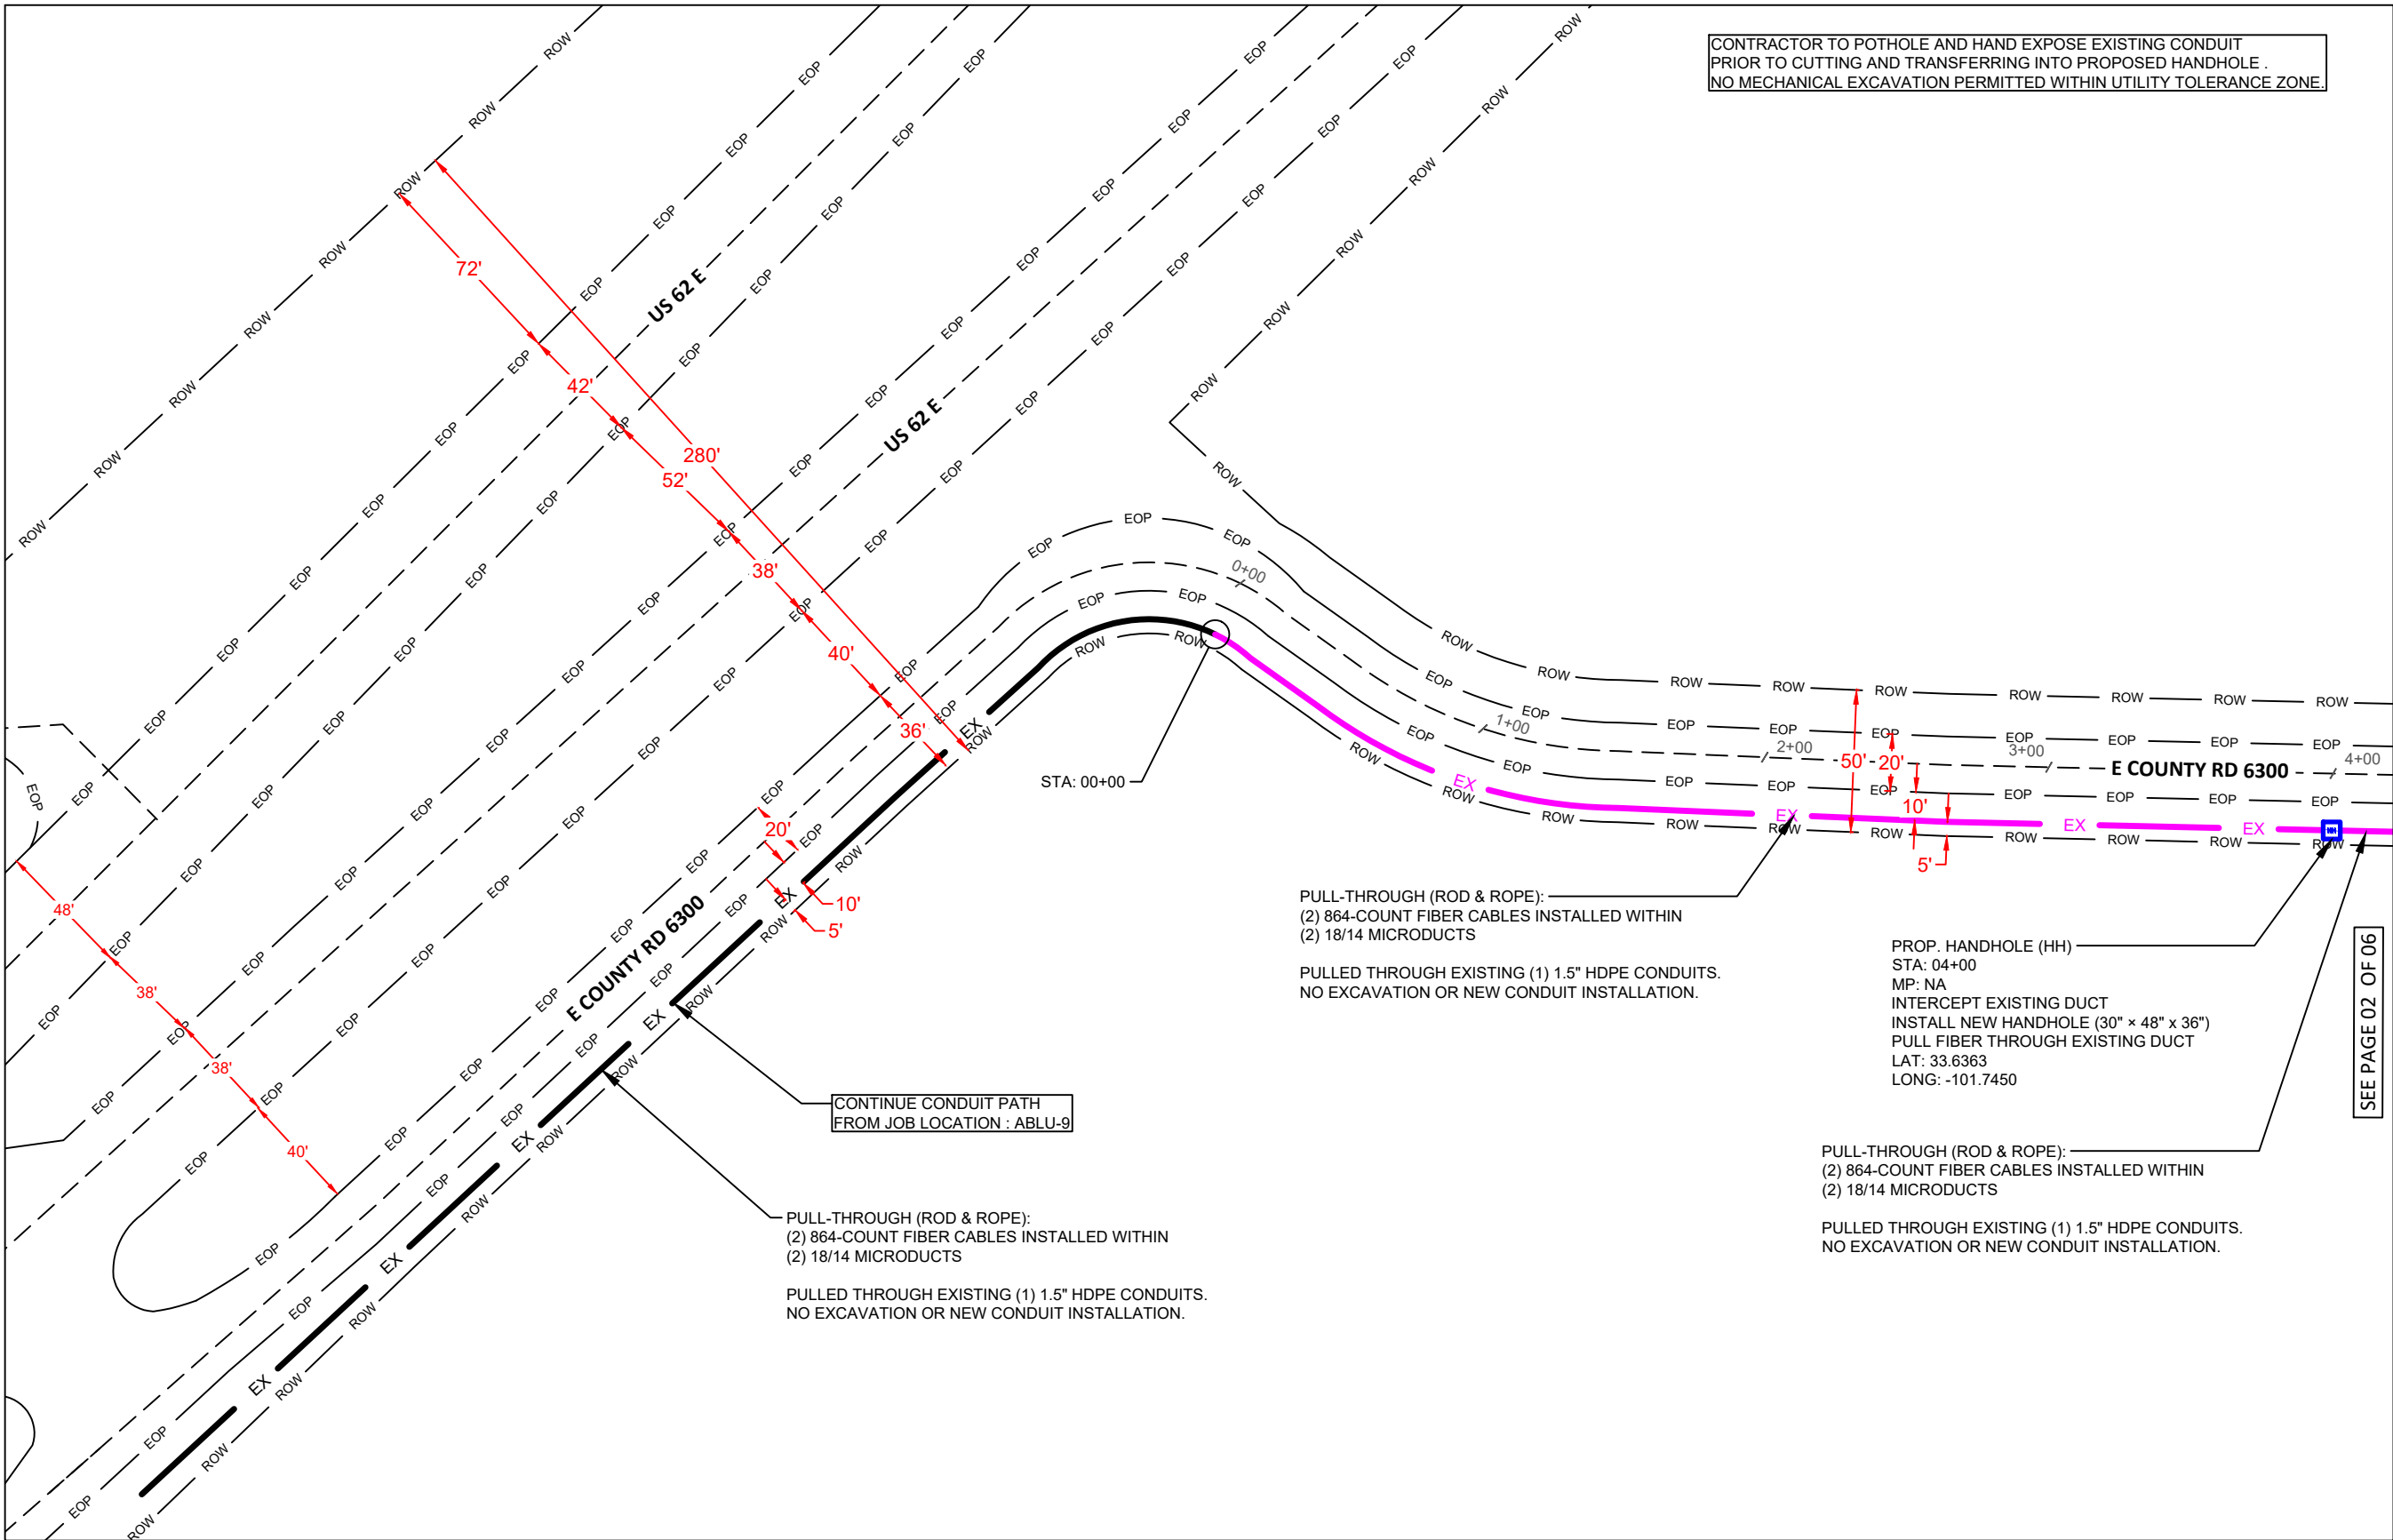 CONTRACTOR TO POTHOLE AND HAND EXPOSE EXISTING CONDUIT
PRIOR TO CUTTING AND TRANSFERRING INTO PROPOSED HANDHOLE .
NO MECHANICAL EXCAVATION PERMITTED WITHIN UTILITY TOLERANCE ZONE.
US 62 E
US 62 E
72'
42'
280'
52'
38'
40'
36'
0+00
1+00
2+00
3+00
4+00
50'
20'
10'
5'
E COUNTY RD 6300
STA: 00+00
20'
10'
5'
E COUNTY RD 6300
48'
38'
38'
40'
ROW
EOP
EX
HH
PULL-THROUGH (ROD & ROPE):
(2) 864-COUNT FIBER CABLES INSTALLED WITHIN
(2) 18/14 MICRODUCTS
PULLED THROUGH EXISTING (1) 1.5" HDPE CONDUITS.
NO EXCAVATION OR NEW CONDUIT INSTALLATION.
PROP. HANDHOLE (HH)
STA: 04+00
MP: NA
INTERCEPT EXISTING DUCT
INSTALL NEW HANDHOLE (30" × 48" x 36")
PULL FIBER THROUGH EXISTING DUCT
LAT: 33.6363
LONG: -101.7450
SEE PAGE 02 OF 06
CONTINUE CONDUIT PATH
FROM JOB LOCATION : ABLU-9
PULL-THROUGH (ROD & ROPE):
(2) 864-COUNT FIBER CABLES INSTALLED WITHIN
(2) 18/14 MICRODUCTS
PULLED THROUGH EXISTING (1) 1.5" HDPE CONDUITS.
NO EXCAVATION OR NEW CONDUIT INSTALLATION.
PULL-THROUGH (ROD & ROPE):
(2) 864-COUNT FIBER CABLES INSTALLED WITHIN
(2) 18/14 MICRODUCTS
PULLED THROUGH EXISTING (1) 1.5" HDPE CONDUITS.
NO EXCAVATION OR NEW CONDUIT INSTALLATION.